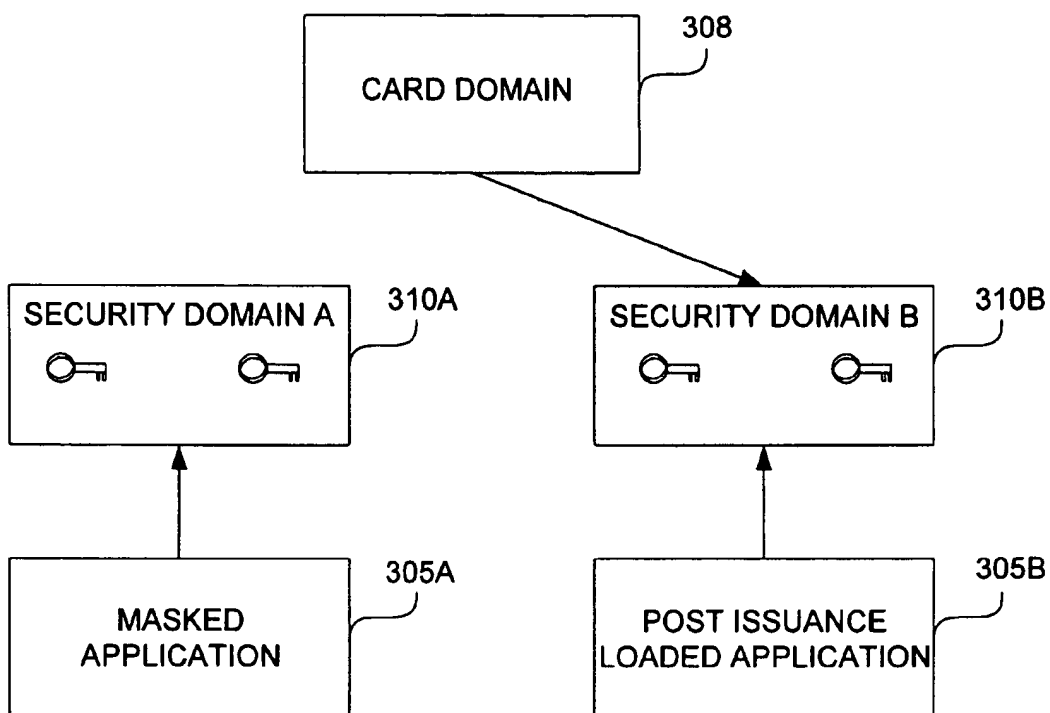 308
CARD DOMAIN
SECURITY DOMAIN A
310A
SECURITY DOMAIN B
310B
MASKED
APPLICATION
305A
POST ISSUANCE
LOADED APPLICATION
305B